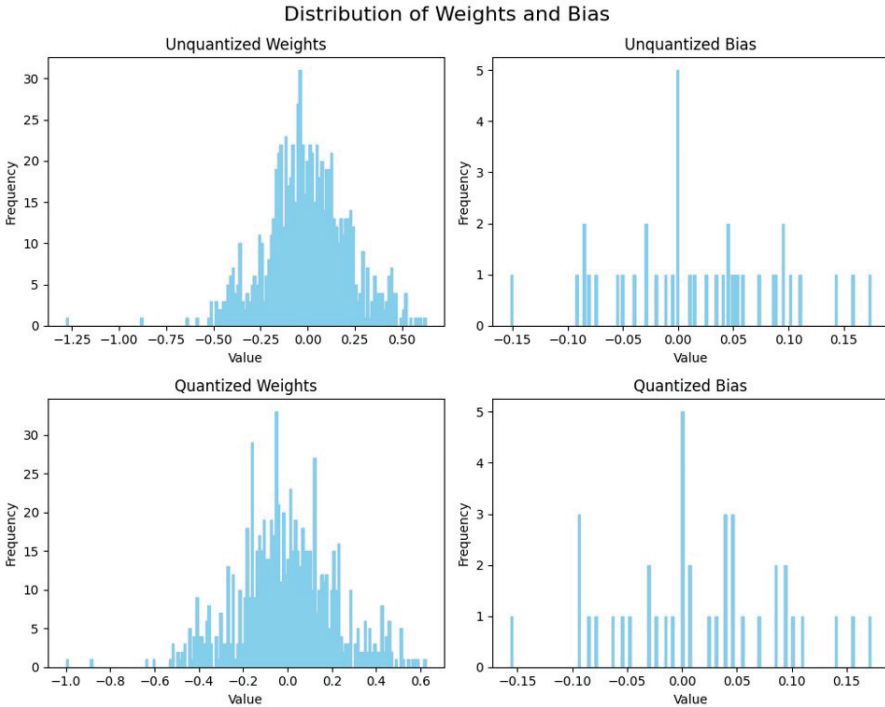 Distribution of Weights and Bias
Unquantized Weights
Unquantized Bias
30
25
20
15
10
5
0
Frequency
−1.25 −1.00 −0.75 −0.50 −0.25 0.00 0.25 0.50
Value
5
4
3
2
1
0
Frequency
−0.15 −0.10 −0.05 0.00 0.05 0.10 0.15
Value
Quantized Weights
Quantized Bias
30
25
20
15
10
5
0
Frequency
−1.0 −0.8 −0.6 −0.4 −0.2 0.0 0.2 0.4 0.6
Value
5
4
3
2
1
0
Frequency
−0.15 −0.10 −0.05 0.00 0.05 0.10 0.15
Value